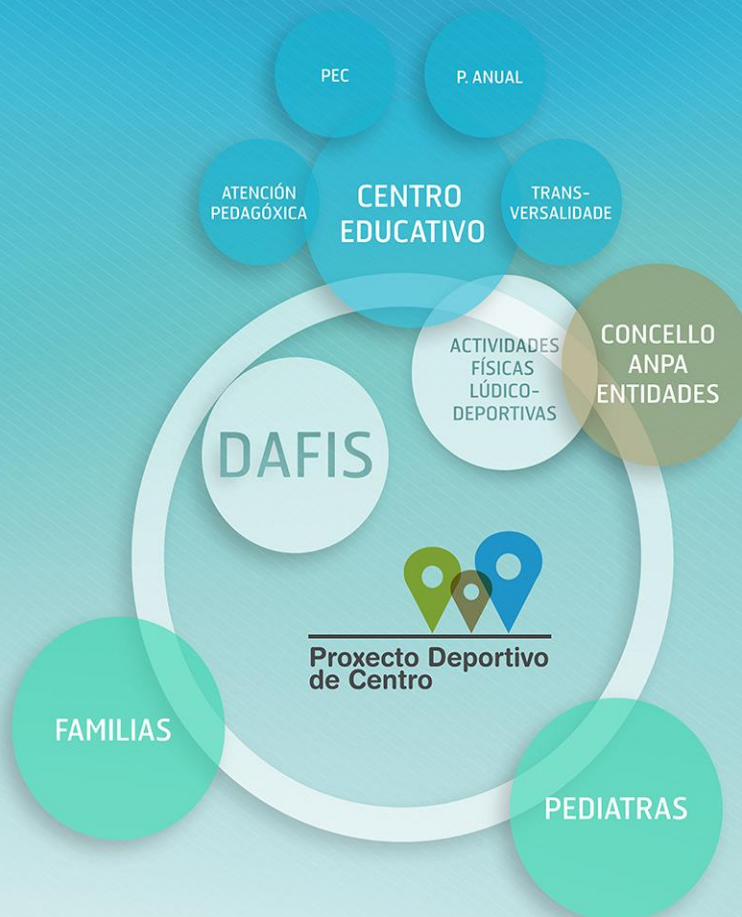 PEC
P. ANUAL
ATENCIÓN
PEDAGÓXICA
CENTRO
EDUCATIVO
TRANS-
VERSALIDADE
ACTIVIDADES
FÍSICAS
LÚDICO-
DEPORTIVAS
CONCELLO
ANPA
ENTIDADES
DAFIS
Proxecto Deportivo
de Centro
FAMILIAS
PEDIATRAS